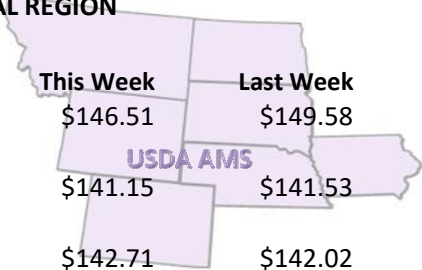 AL REGION
This Week Last Week
$146.51 $149.58
USDA AMS
$141.15 $141.53
$142.71 $142.02